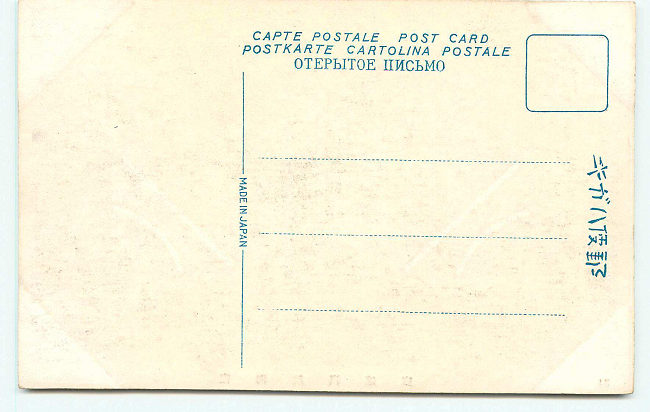 CAPTE POSTALE POST CARD
POSTKARTE CARTOLINA POSTALE
ОТЕРЫТОЕ ПИСЬМО
MADE IN JAPAN
郵便ハガキ